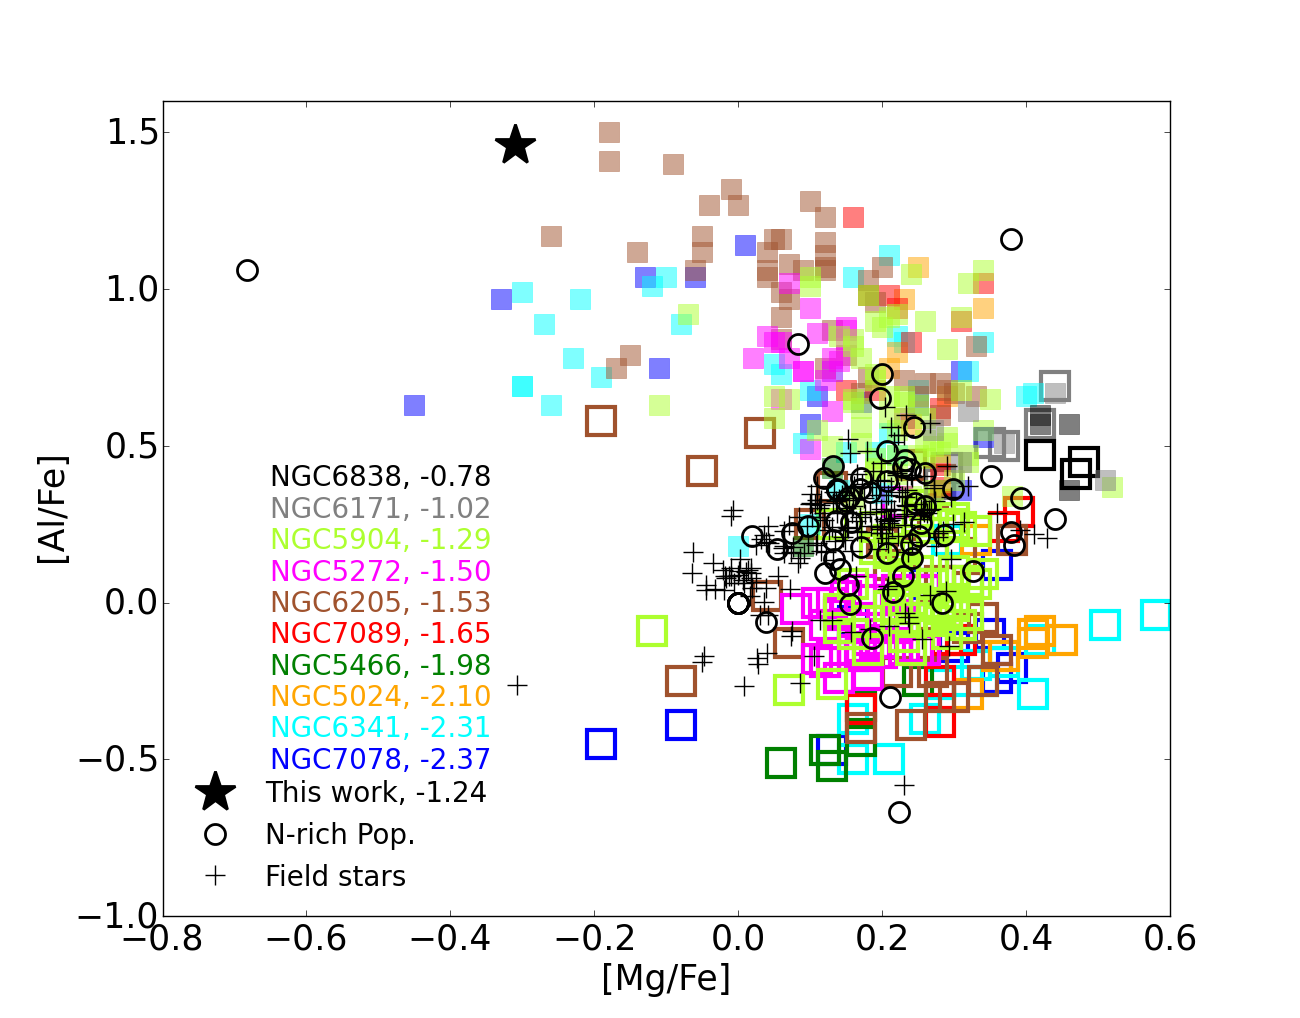 1.5
1.0
0.5
0.0
−0.5
−1.0
[Al/Fe]
NGC6838, -0.78
NGC6171, -1.02
NGC5904, -1.29
NGC5272, -1.50
NGC6205, -1.53
NGC7089, -1.65
NGC5466, -1.98
NGC5024, -2.10
NGC6341, -2.31
NGC7078, -2.37
This work, -1.24
N-rich Pop.
Field stars
−0.8 −0.6 −0.4 −0.2 0.0 0.2 0.4 0.6
[Mg/Fe]